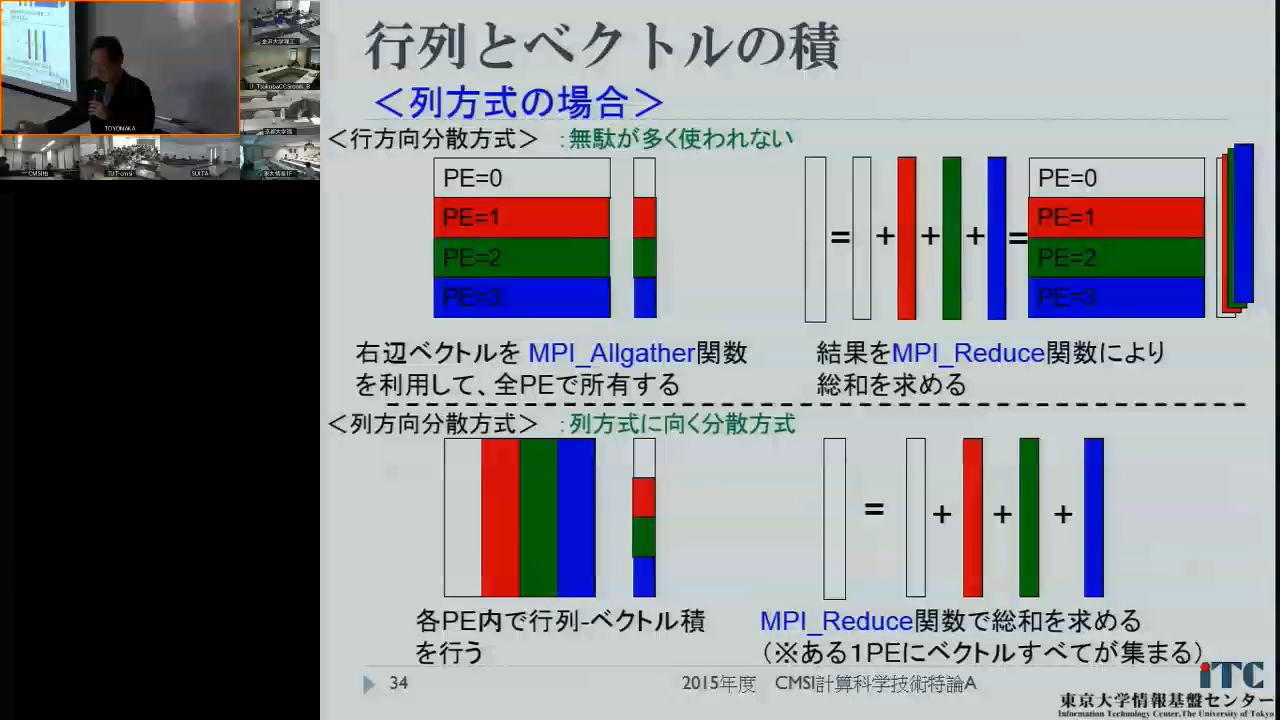 行列とベクトルの積
＜列方式の場合＞
＜行方向分散方式＞ ：無駄が多く使われない
PE=0
PE=1
PE=2
PE=3
= + + + =
PE=0
PE=1
PE=2
PE=3
右辺ベクトルを MPI_Allgather関数
を利用して、全PEで所有する
結果をMPI_Reduce関数により
総和を求める
＜列方向分散方式＞ ：列方式に向く分散方式
= + + +
各PE内で行列-ベクトル積
を行う
MPI_Reduce関数で総和を求める
（※ある１PEにベクトルすべてが集まる）
34
2015年度 CMSI計算科学技術特論A
iTC
東京大学情報基盤センター
Information Technology Center,The University of Tokyo
TOYONAKA
CMSI柏
TUT-cmsi
SUITA